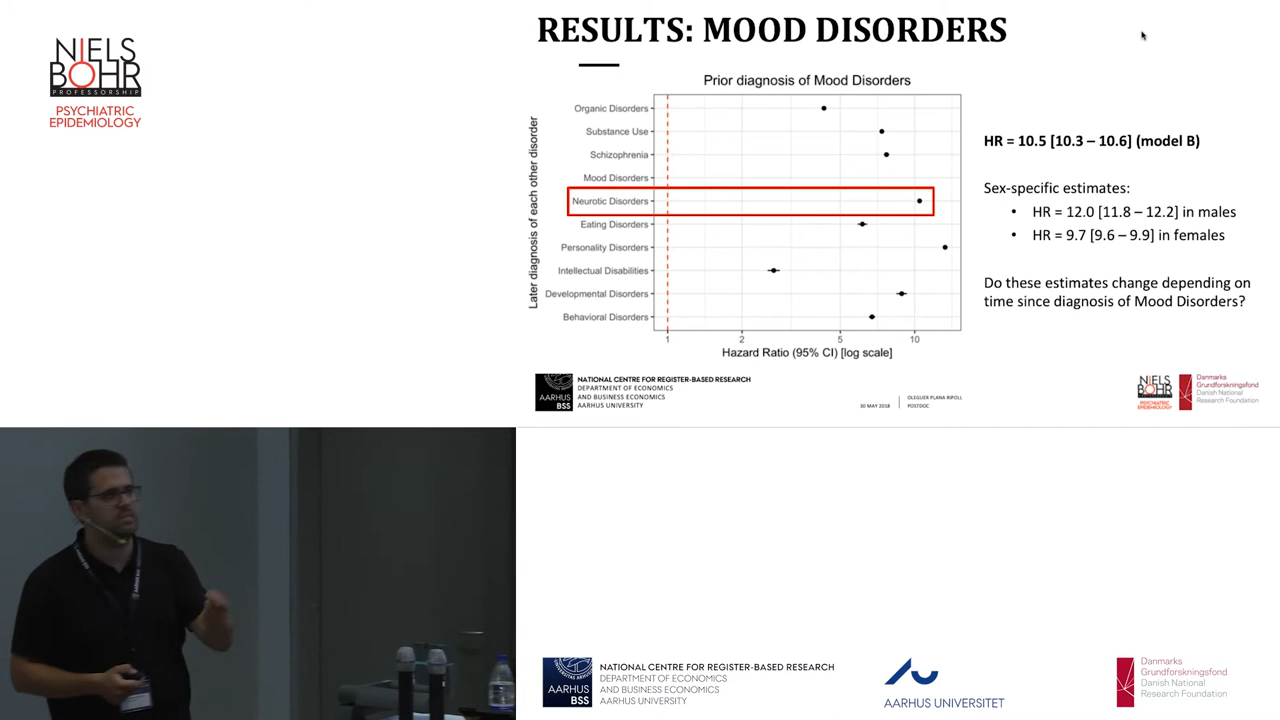 NIELS
BOHR
PROFESSORSHIP
PSYCHIATRIC
EPIDEMIOLOGY
RESULTS: MOOD DISORDERS
Prior diagnosis of Mood Disorders
Later diagnosis of each other disorder
Organic Disorders
Substance Use
Schizophrenia
Mood Disorders
Neurotic Disorders
Eating Disorders
Personality Disorders
Intellectual Disabilities
Developmental Disorders
Behavioral Disorders
1 2 5 10
Hazard Ratio (95% CI) [log scale]
HR = 10.5 [10.3 – 10.6] (model B)
Sex-specific estimates:
• HR = 12.0 [11.8 – 12.2] in males
• HR = 9.7 [9.6 – 9.9] in females
Do these estimates change depending on
time since diagnosis of Mood Disorders?
AARHUS
BSS
NATIONAL CENTRE FOR REGISTER-BASED RESEARCH
DEPARTMENT OF ECONOMICS
AND BUSINESS ECONOMICS
AARHUS UNIVERSITY
30 MAY 2018
OLEGUER PLANA RIPOLL
POSTDOC
NIELS
BOHR
Danmarks
Grundforskningsfond
Danish National
Research Foundation
AARHUS
BSS
NATIONAL CENTRE FOR REGISTER-BASED RESEARCH
DEPARTMENT OF ECONOMICS
AND BUSINESS ECONOMICS
AARHUS UNIVERSITY
AARHUS UNIVERSITET
Danmarks
Grundforskningsfond
Danish National
Research Foundation